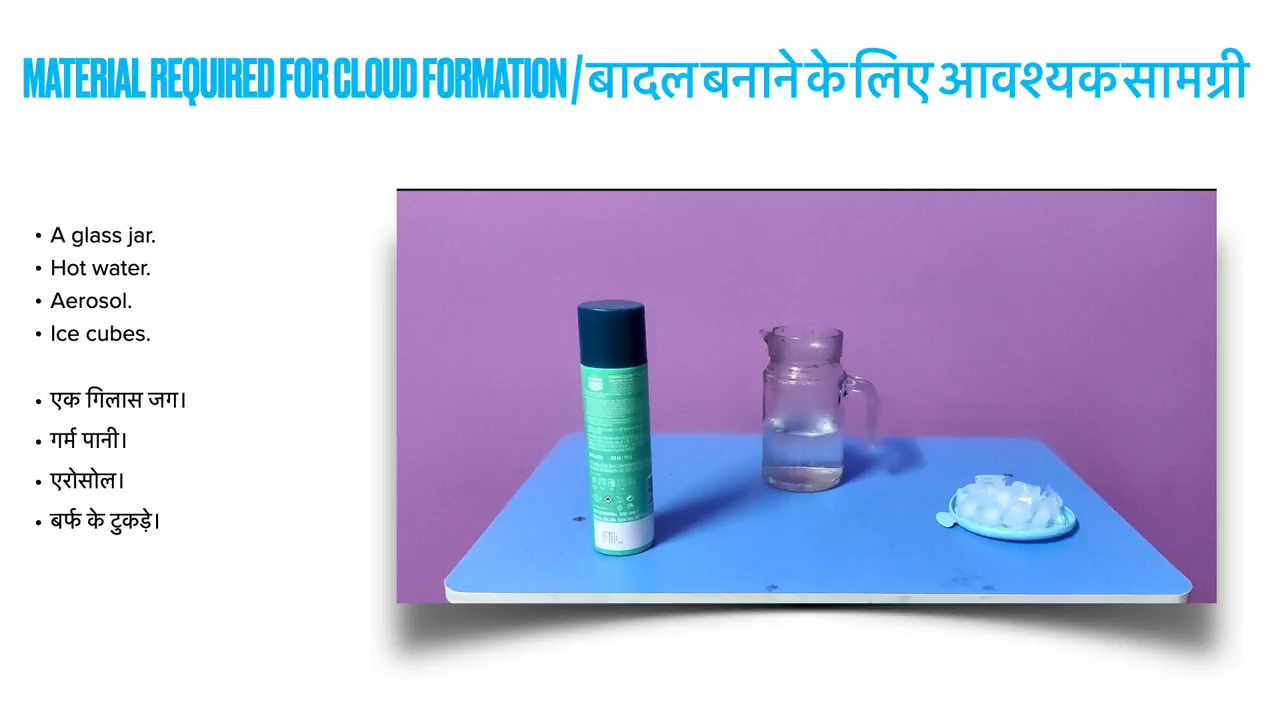 MATERIAL REQUIRED FOR CLOUD FORMATION / बादल बनाने के लिए आवश्यक सामग्री
• A glass jar.
• Hot water.
• Aerosol.
• Ice cubes.
• एक गिलास जग।
• गर्म पानी।
• एरोसोल।
• बर्फ के टुकड़े।